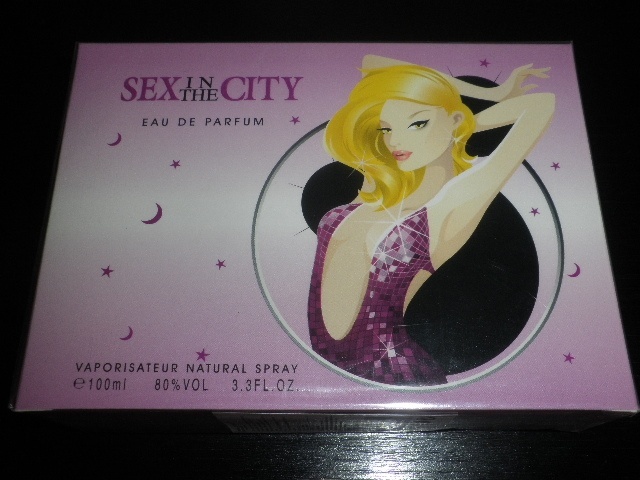 SEX IN THE CITY
EAU DE PARFUM
VAPORISATEUR NATURAL SPRAY
℮100ml 80%VOL 3.3FL.OZ.